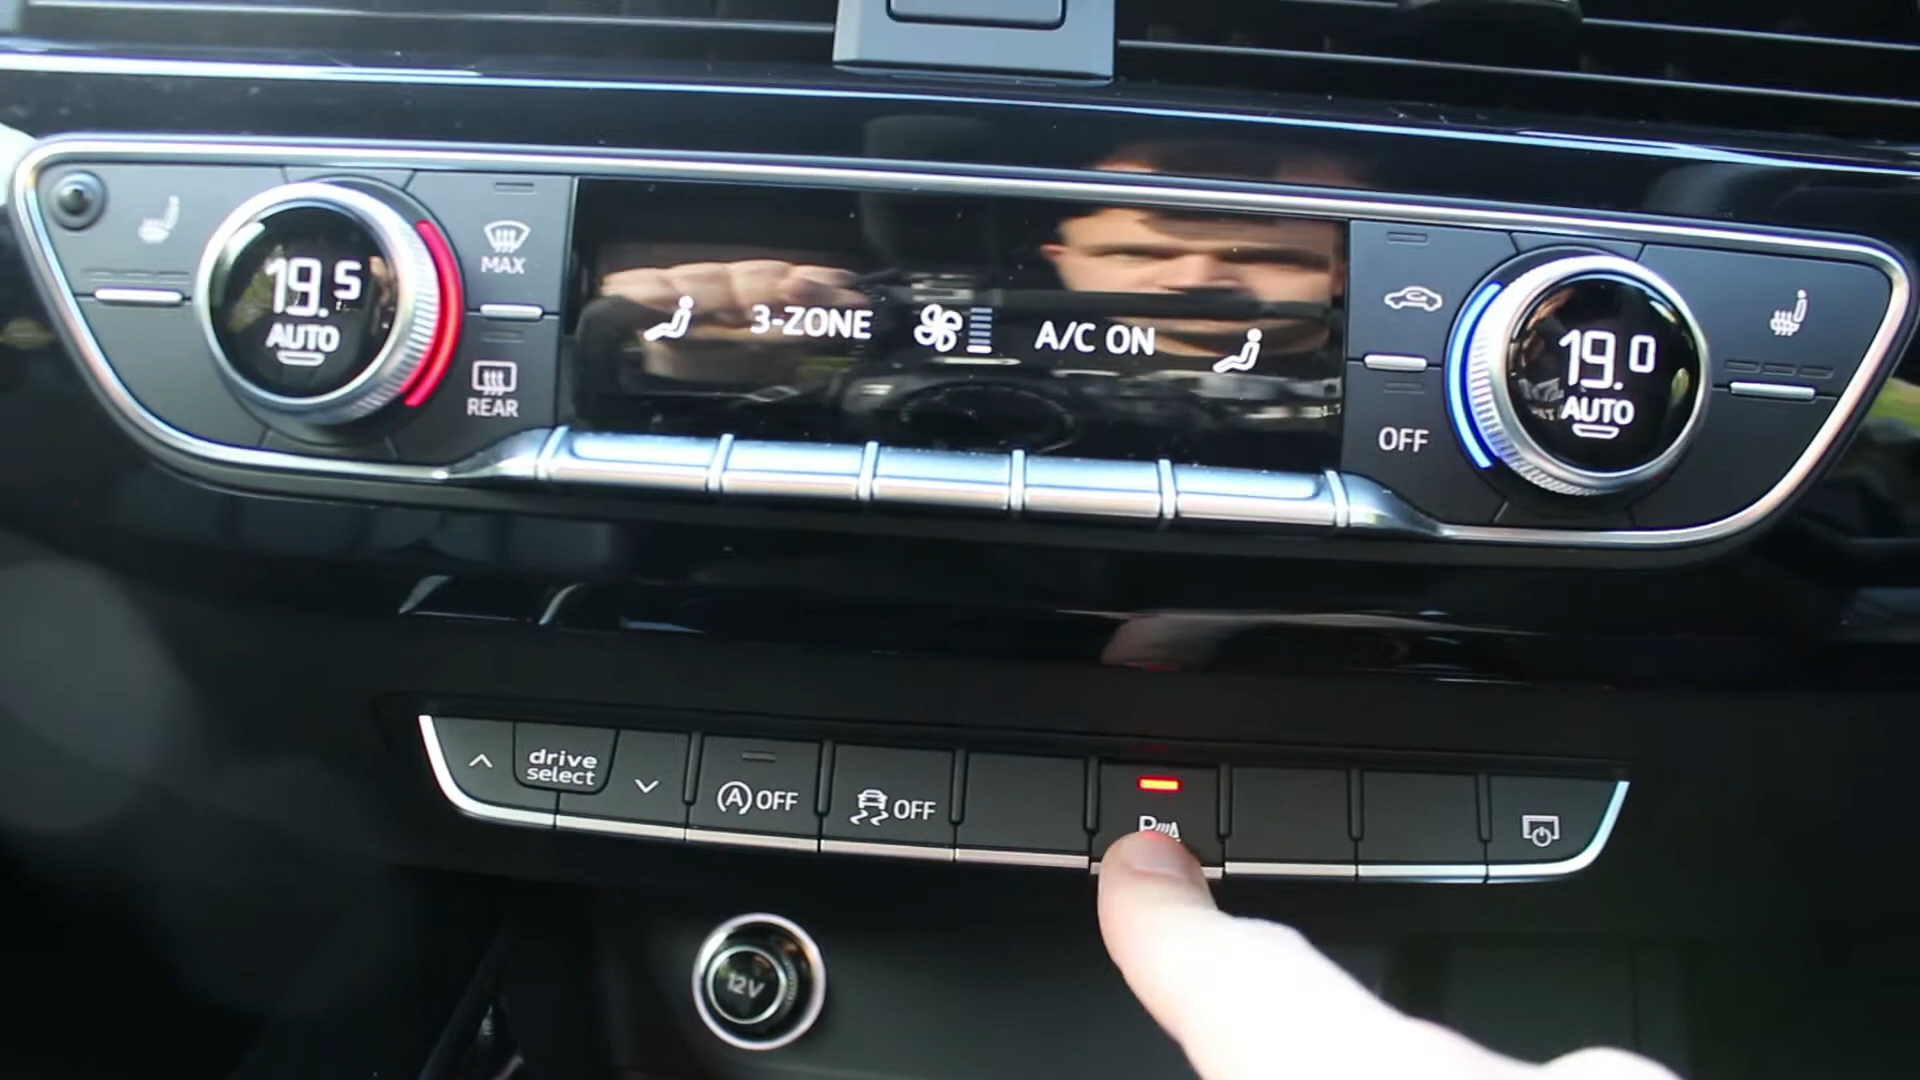 19.5
AUTO
MAX
REAR
3-ZONE
A/C ON
OFF
19.0
AUTO
drive
select
A OFF
OFF
P
12V